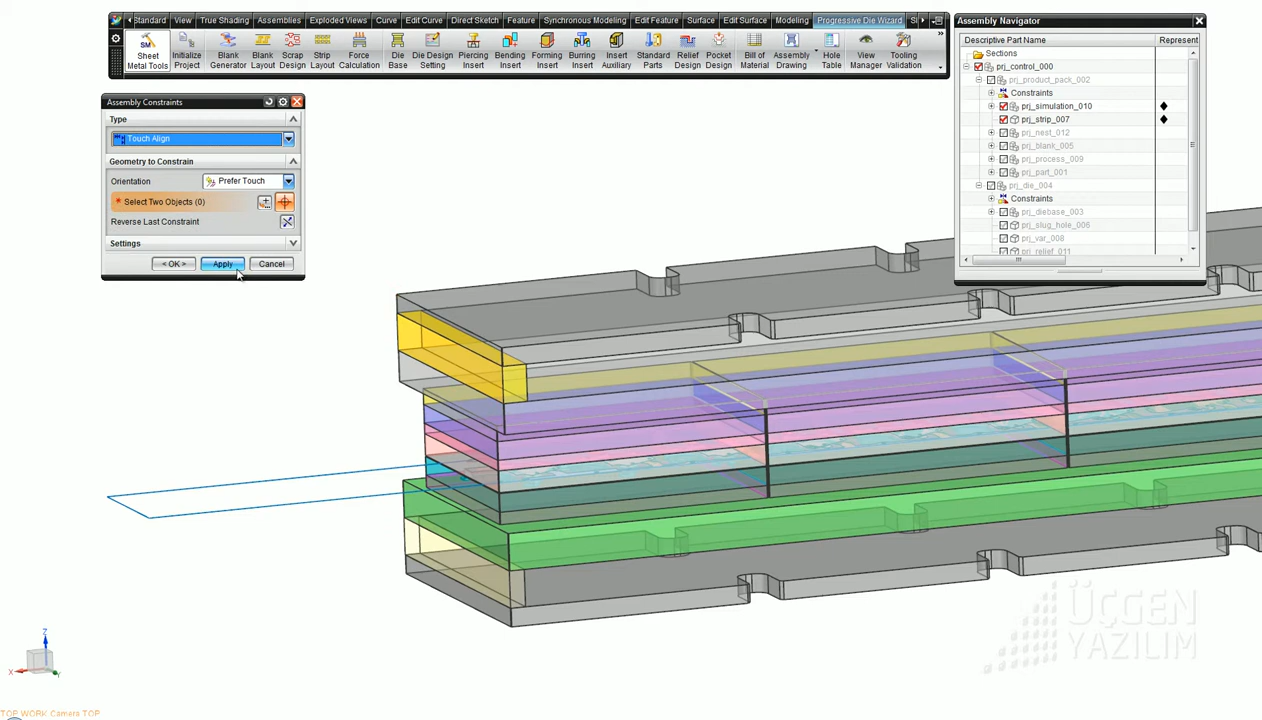 Standard View True Shading Assemblies Exploded Views Curve Edit Curve Direct Sketch Feature Synchronous Modeling Edit Feature Surface Edit Surface Modeling Progressive Die Wizard
Sheet Metal Tools
Initialize Project
Blank Generator
Blank Layout
Scrap Design
Strip Layout
Force Calculation
Die Base
Die Design Setting
Piercing Insert
Bending Insert
Forming Insert
Burring Insert
Insert Auxiliary
Standard Parts
Relief Design
Pocket Design
Bill of Material
Assembly Drawing
Hole Table
View Manager
Tooling Validation
Assembly Constraints
Type
Touch Align
Geometry to Constrain
Orientation Prefer Touch
* Select Two Objects (0)
Reverse Last Constraint
Settings
< OK > Apply Cancel
Assembly Navigator
Descriptive Part Name Represent
Sections
prj_control_000
prj_product_pack_002
Constraints
prj_simulation_010
prj_strip_007
prj_nest_012
prj_blank_005
prj_process_009
prj_part_001
prj_die_004
Constraints
prj_diebase_003
prj_slug_hole_006
prj_var_008
prj_relief_011
ÜÇGEN
YAZILIM
Z
X
Y
TOP WORK Camera TOP